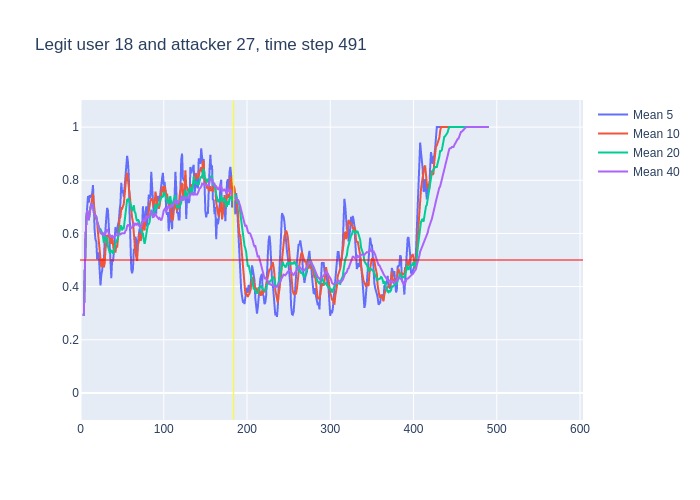 Legit user 18 and attacker 27, time step 491
Mean 5
Mean 10
Mean 20
Mean 40
1
0.8
0.6
0.4
0.2
0
0 100 200 300 400 500 600